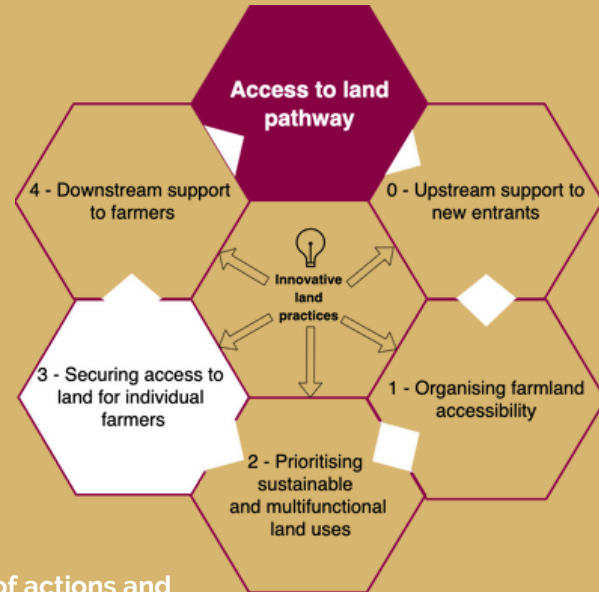 Access to land
pathway
4 - Downstream support
to farmers
0 - Upstream support to
new entrants
Innovative
land
practices
3 - Securing access to
land for individual
farmers
1 - Organising farmland
accessibility
2 - Prioritising
sustainable
and multifunctional
land uses
of actions and